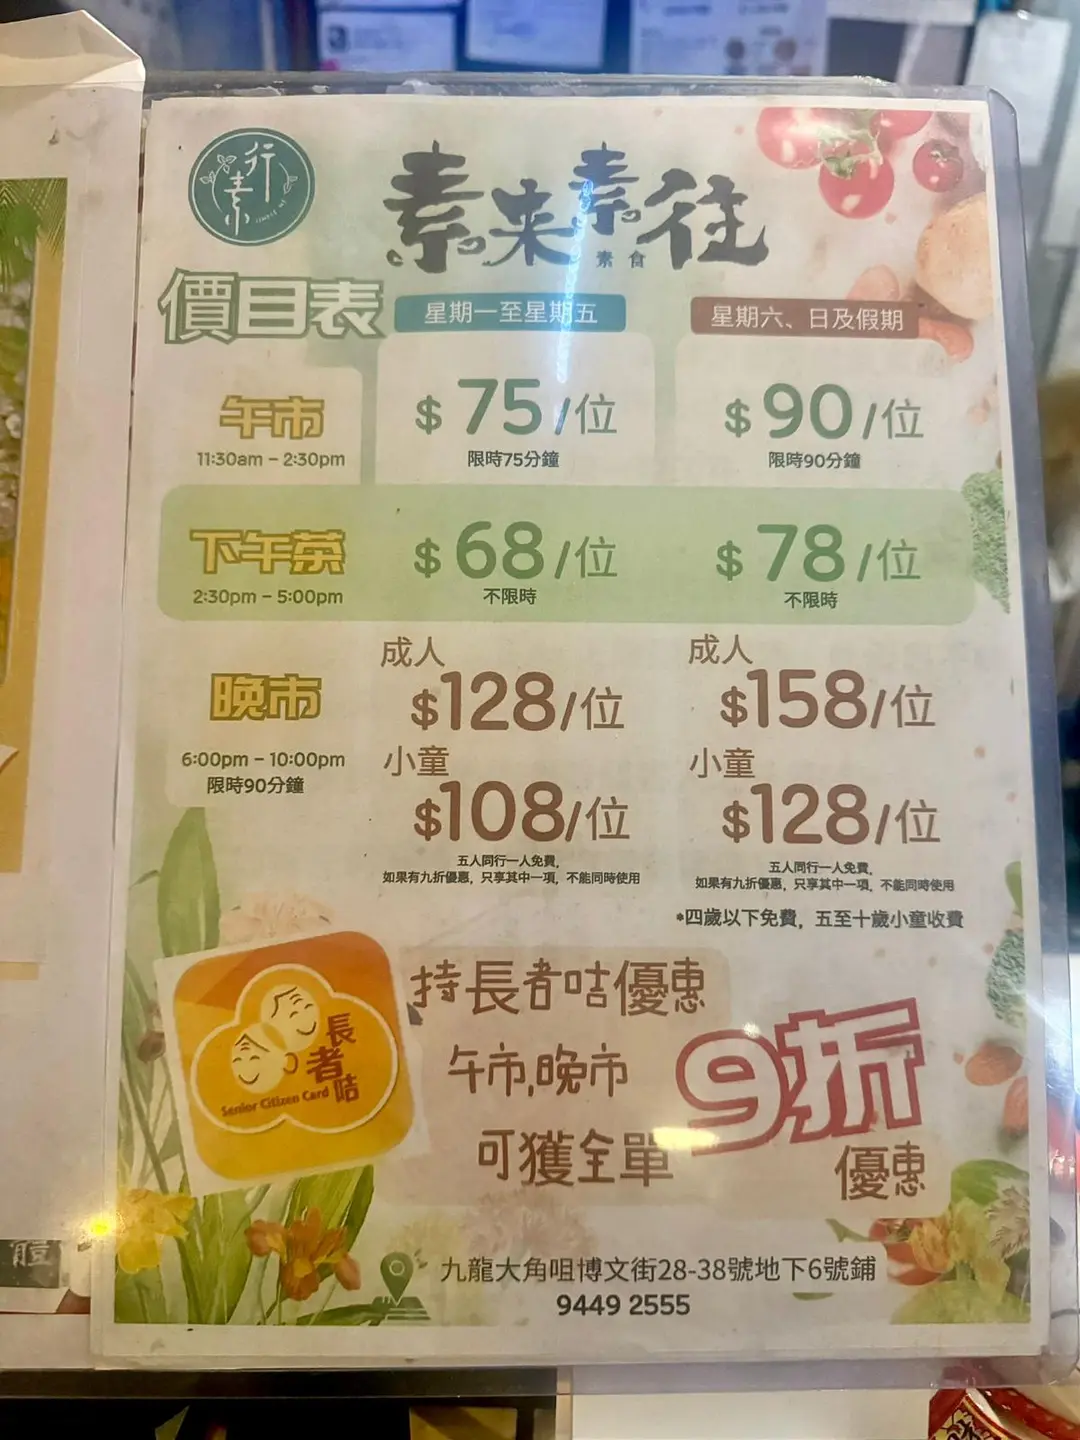 行素
SIMPLE ME
素來素往
素食
價目表
星期一至星期五
星期六、日及假期
午市
11:30am – 2:30pm
$75/位
限時75分鐘
$90/位
限時90分鐘
下午茶
2:30pm – 5:00pm
$68/位
不限時
$78/位
不限時
晚市
6:00pm – 10:00pm
限時90分鐘
成人
$128/位
小童
$108/位
五人同行一人免費，
如果有九折優惠，只享其中一項，不能同時使用
成人
$158/位
小童
$128/位
五人同行一人免費，
如果有九折優惠，只享其中一項，不能同時使用
*四歲以下免費，五至十歲小童收費
長者咭
Senior Citizen Card
持長者咭優惠
午市,晚市
可獲全單
9折
優惠
九龍大角咀博文街28-38號地下6號鋪
9449 2555